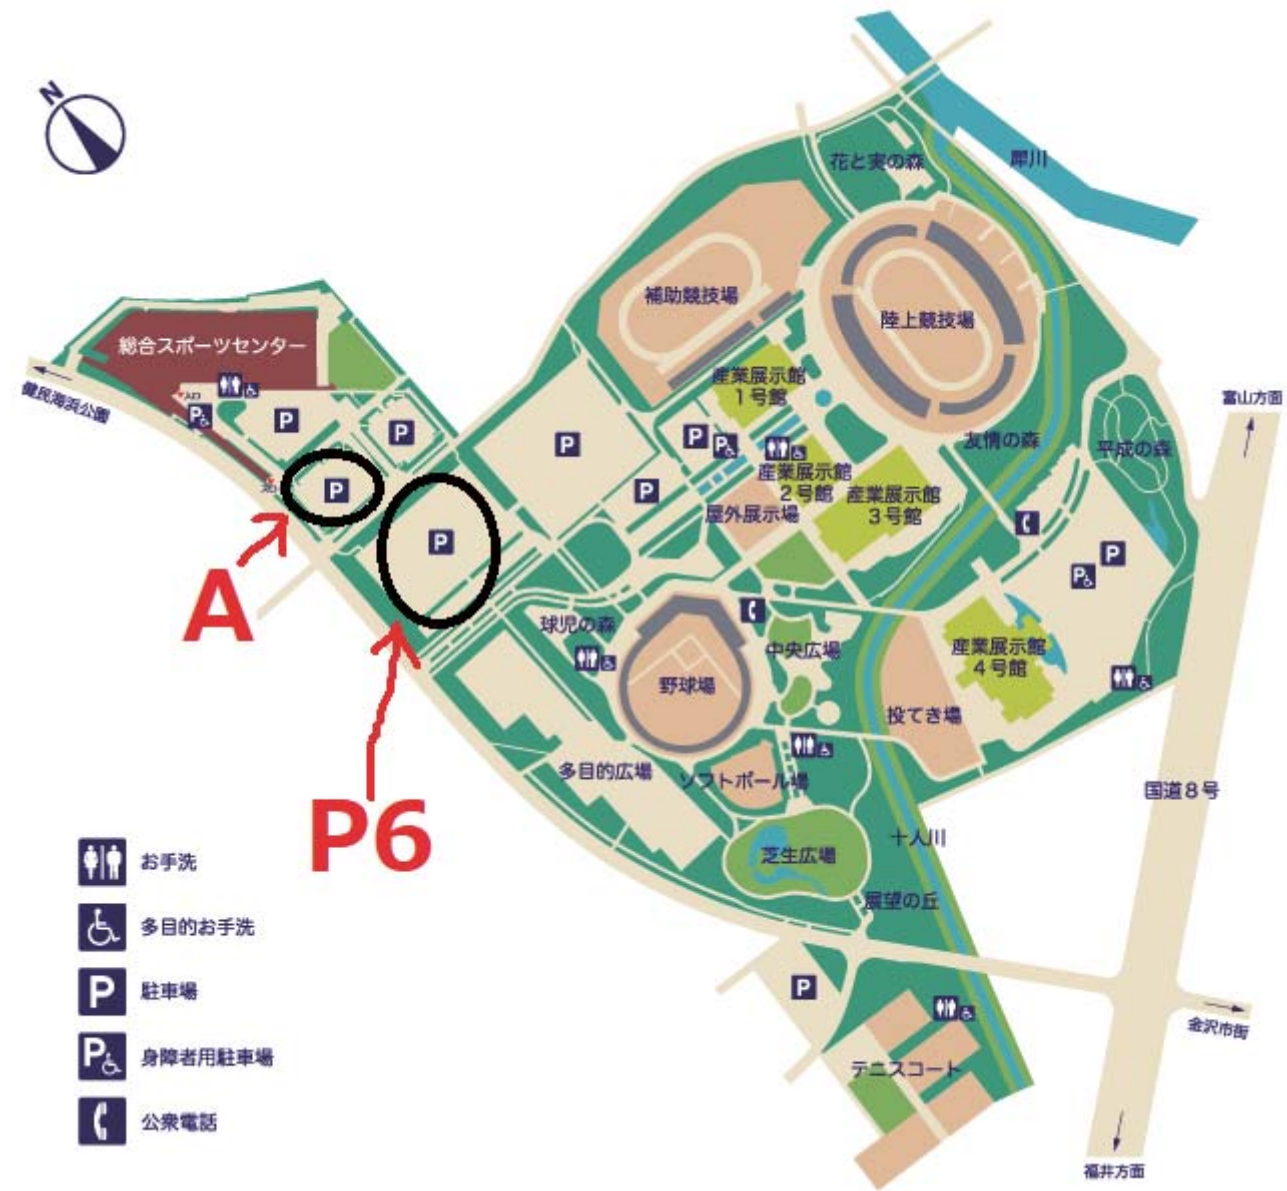 N
花と実の森
犀川
補助競技場
陸上競技場
総合スポーツセンター
健民海浜公園
入口
P
P
P
P
P
P
P
産業展示館
1号館
富山方面
友情の森
平成の森
産業展示館
2号館
産業展示館
3号館
屋外展示場
A
P
P
P
P
P
球児の森
中央広場
産業展示館
4号館
野球場
投てき場
P6
多目的広場
ソフトボール場
国道8号
芝生広場
十人川
展望の丘
P
金沢市街
テニスコート
福井方面
お手洗
多目的お手洗
P
駐車場
P
身障者用駐車場
公衆電話